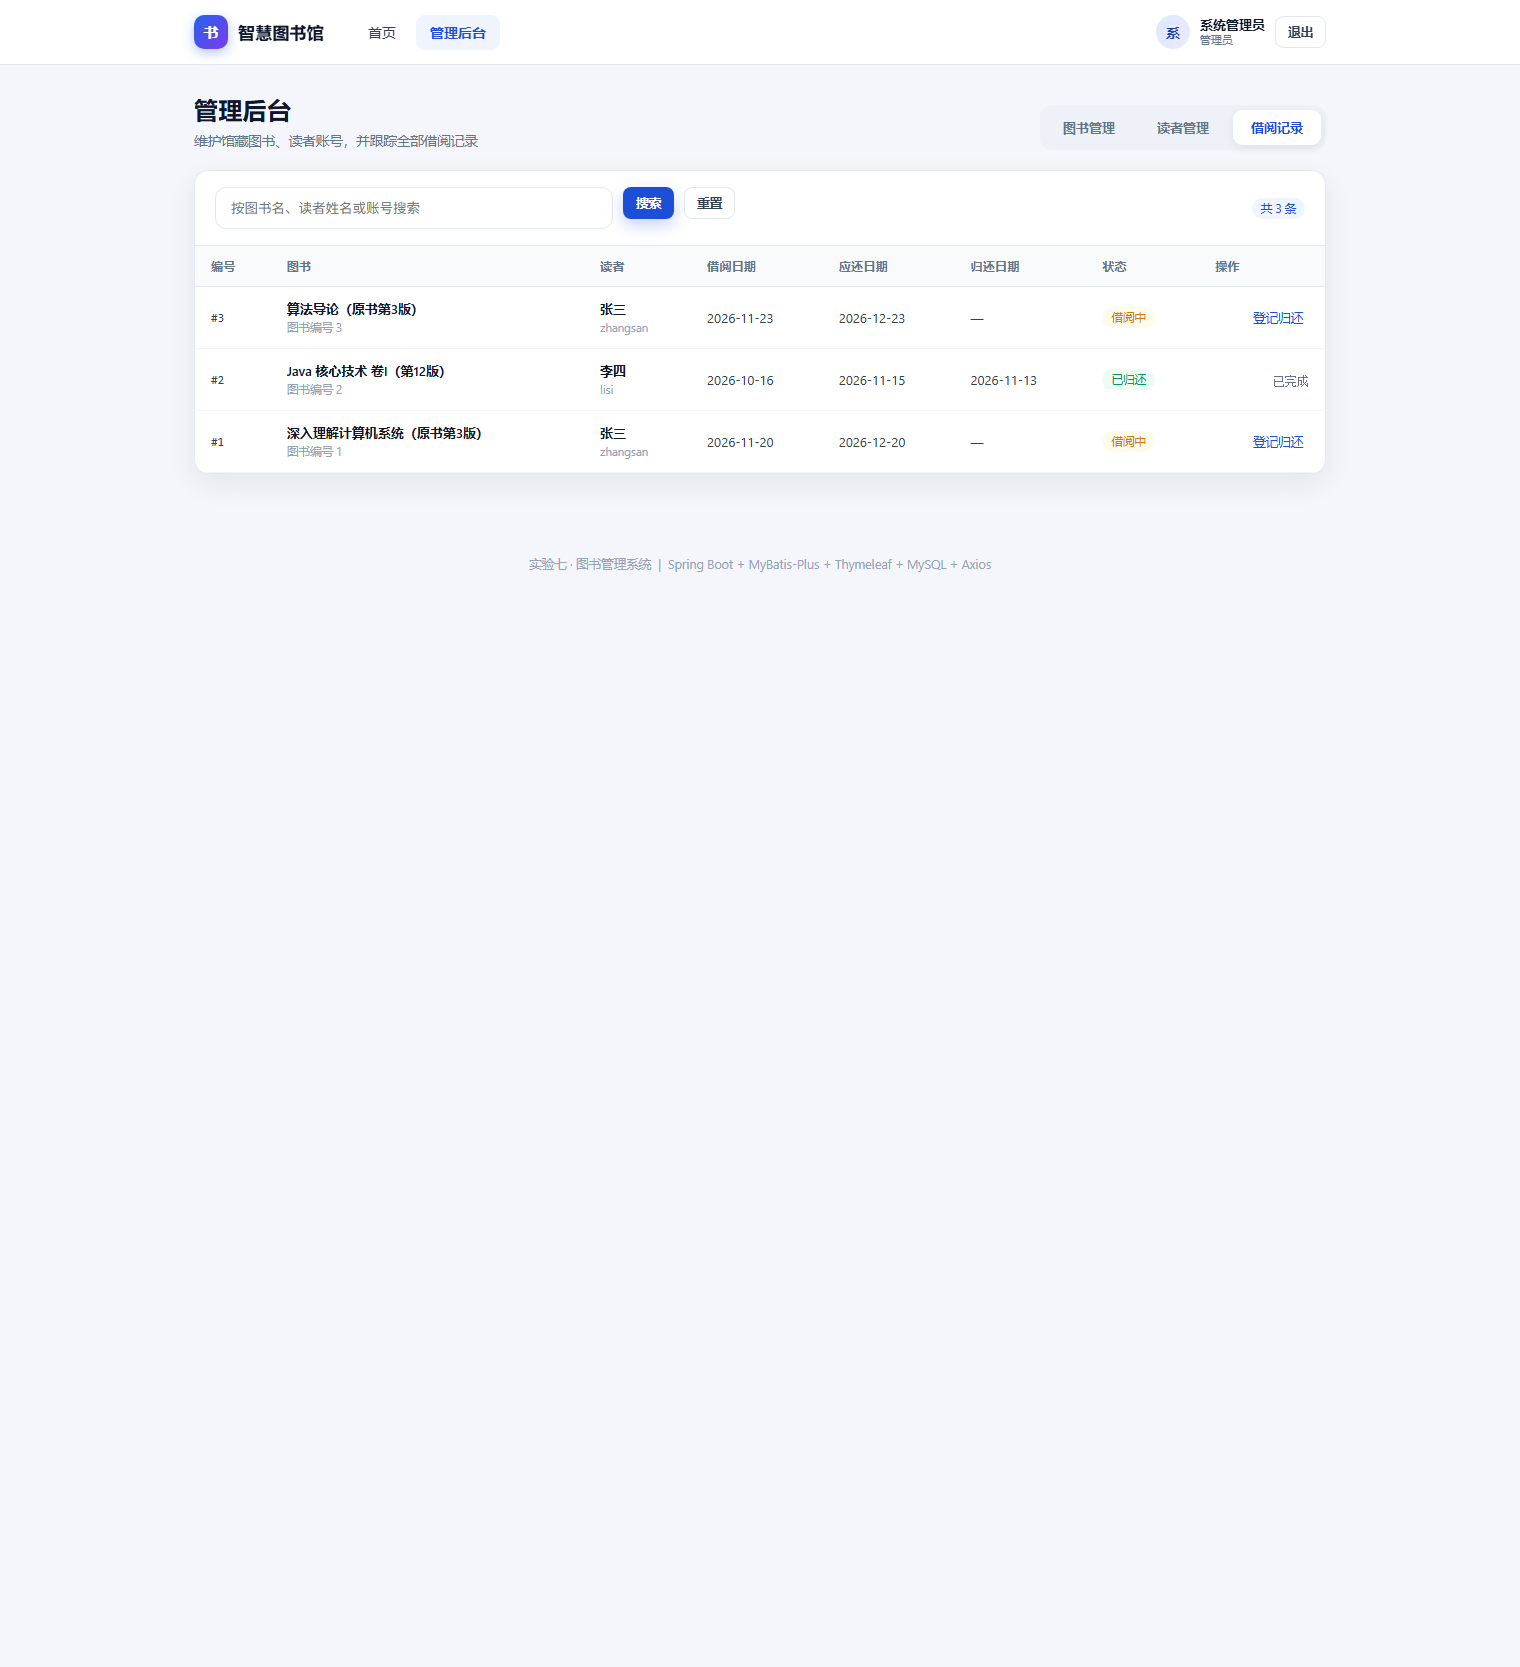 书 智慧图书馆 首页 管理后台 系 系统管理员 退出
管理员
管理后台
维护馆藏图书、读者账号，并跟踪全部借阅记录
图书管理 读者管理 借阅记录
按图书名、读者姓名或账号搜索 搜索 重置 共 3 条
编号 图书 读者 借阅日期 应还日期 归还日期 状态 操作
#3 算法导论（原书第3版） 张三 2026-11-23 2026-12-23 — 借阅中 登记归还
图书编号 3 zhangsan
#2 Java 核心技术 卷I（第12版） 李四 2026-10-16 2026-11-15 2026-11-13 已归还 已完成
图书编号 2 lisi
#1 深入理解计算机系统（原书第3版） 张三 2026-11-20 2026-12-20 — 借阅中 登记归还
图书编号 1 zhangsan
实验七 · 图书管理系统 | Spring Boot + MyBatis-Plus + Thymeleaf + MySQL + Axios